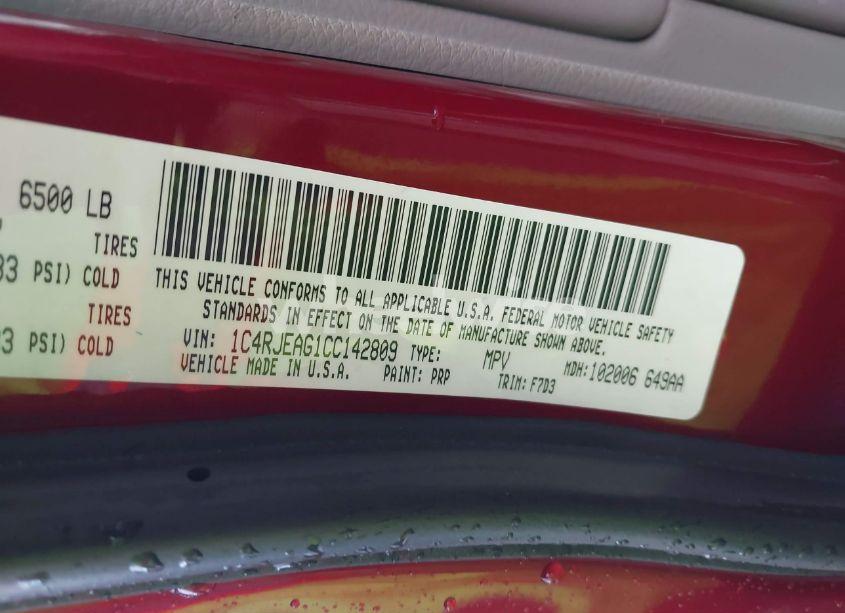 6500 LB
TIRES
33 PSI) COLD
TIRES
33 PSI) COLD
THIS VEHICLE CONFORMS TO ALL APPLICABLE U.S.A. FEDERAL MOTOR VEHICLE SAFETY
STANDARDS IN EFFECT ON THE DATE OF MANUFACTURE SHOWN ABOVE.
VIN: 1C4RJEAG1CC142809 TYPE: MPV MDH:102006 649AA
VEHICLE MADE IN U.S.A. PAINT: PRP TRIM: F7D3